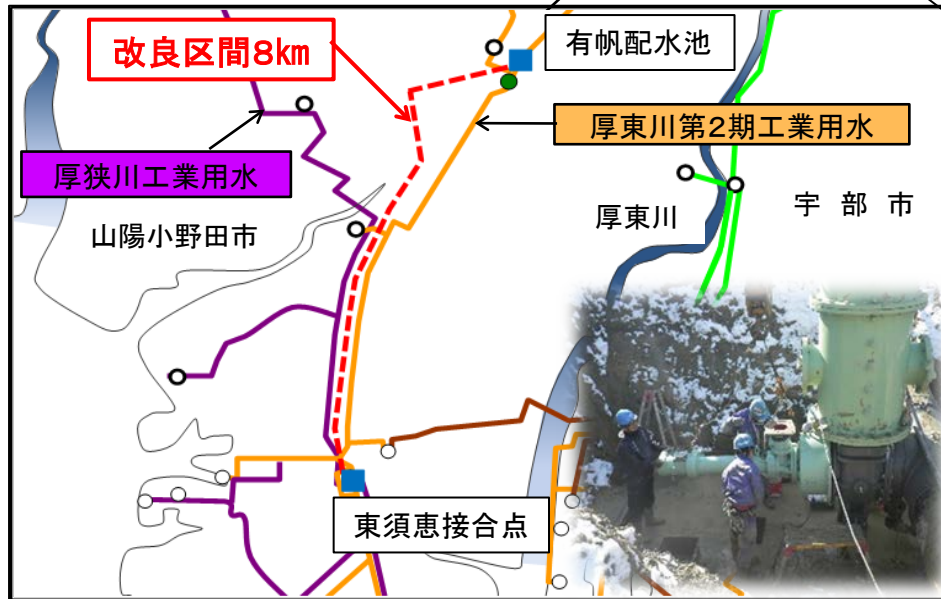 改良区間8km
有帆配水池
厚東川第2期工業用水
厚狭川工業用水
山陽小野田市
厚東川
宇部市
東須恵接合点